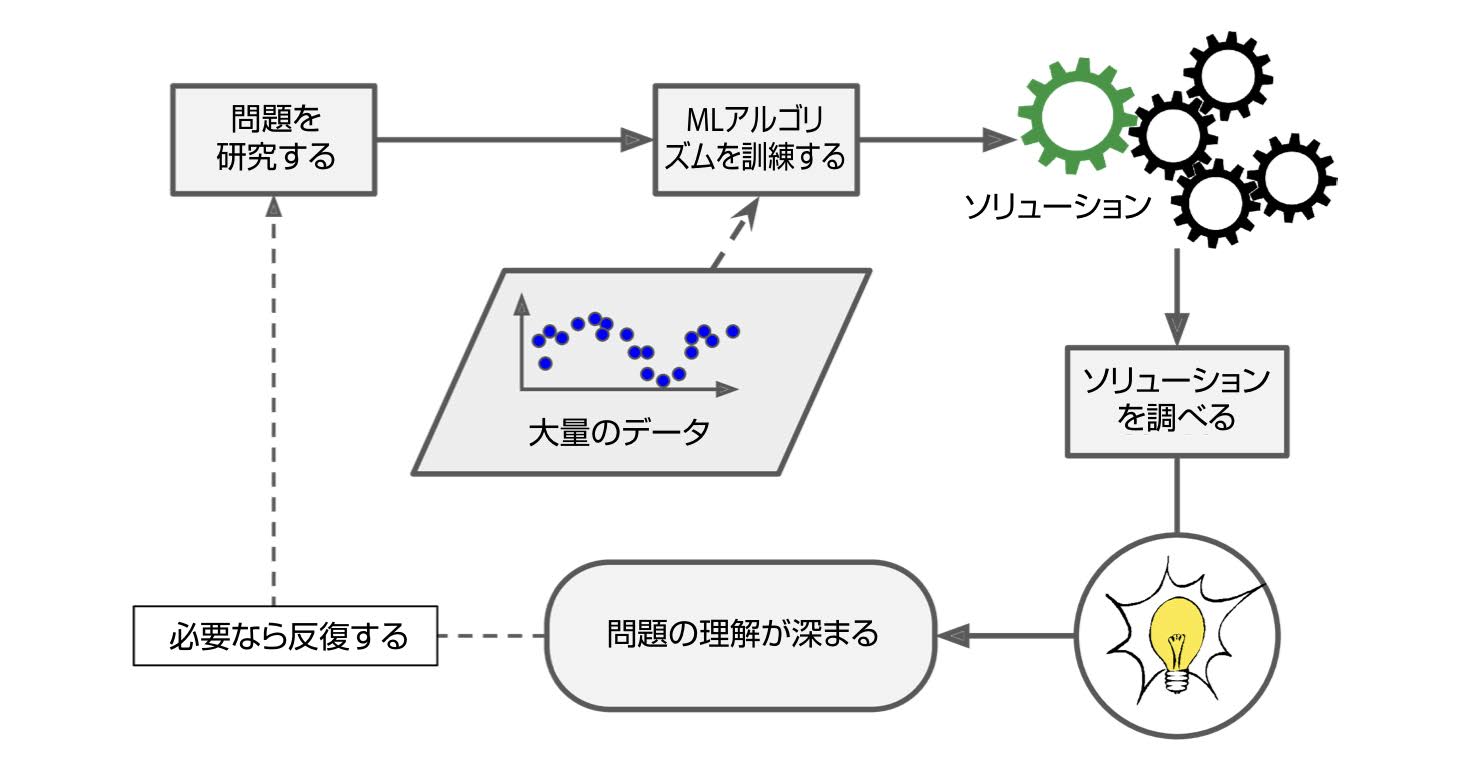 問題を
研究する
MLアルゴリ
ズムを訓練する
ソリューション
大量のデータ
ソリューション
を調べる
問題の理解が深まる
必要なら反復する